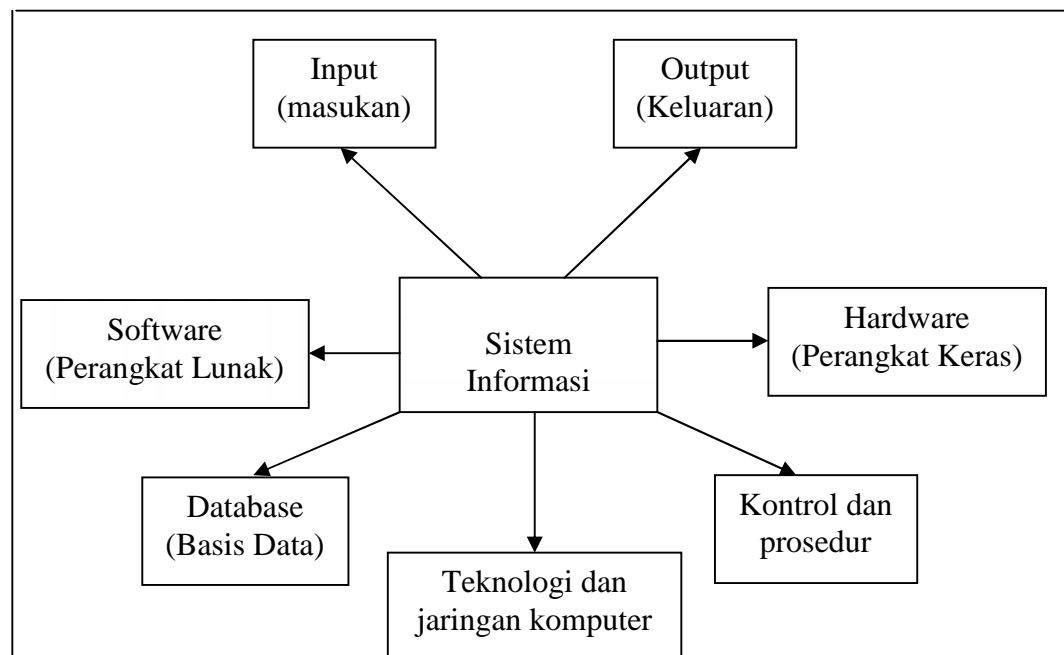 Input
(masukan)
Output
(Keluaran)
Software
(Perangkat Lunak)
Sistem
Informasi
Hardware
(Perangkat Keras)
Database
(Basis Data)
Teknologi dan
jaringan komputer
Kontrol dan
prosedur